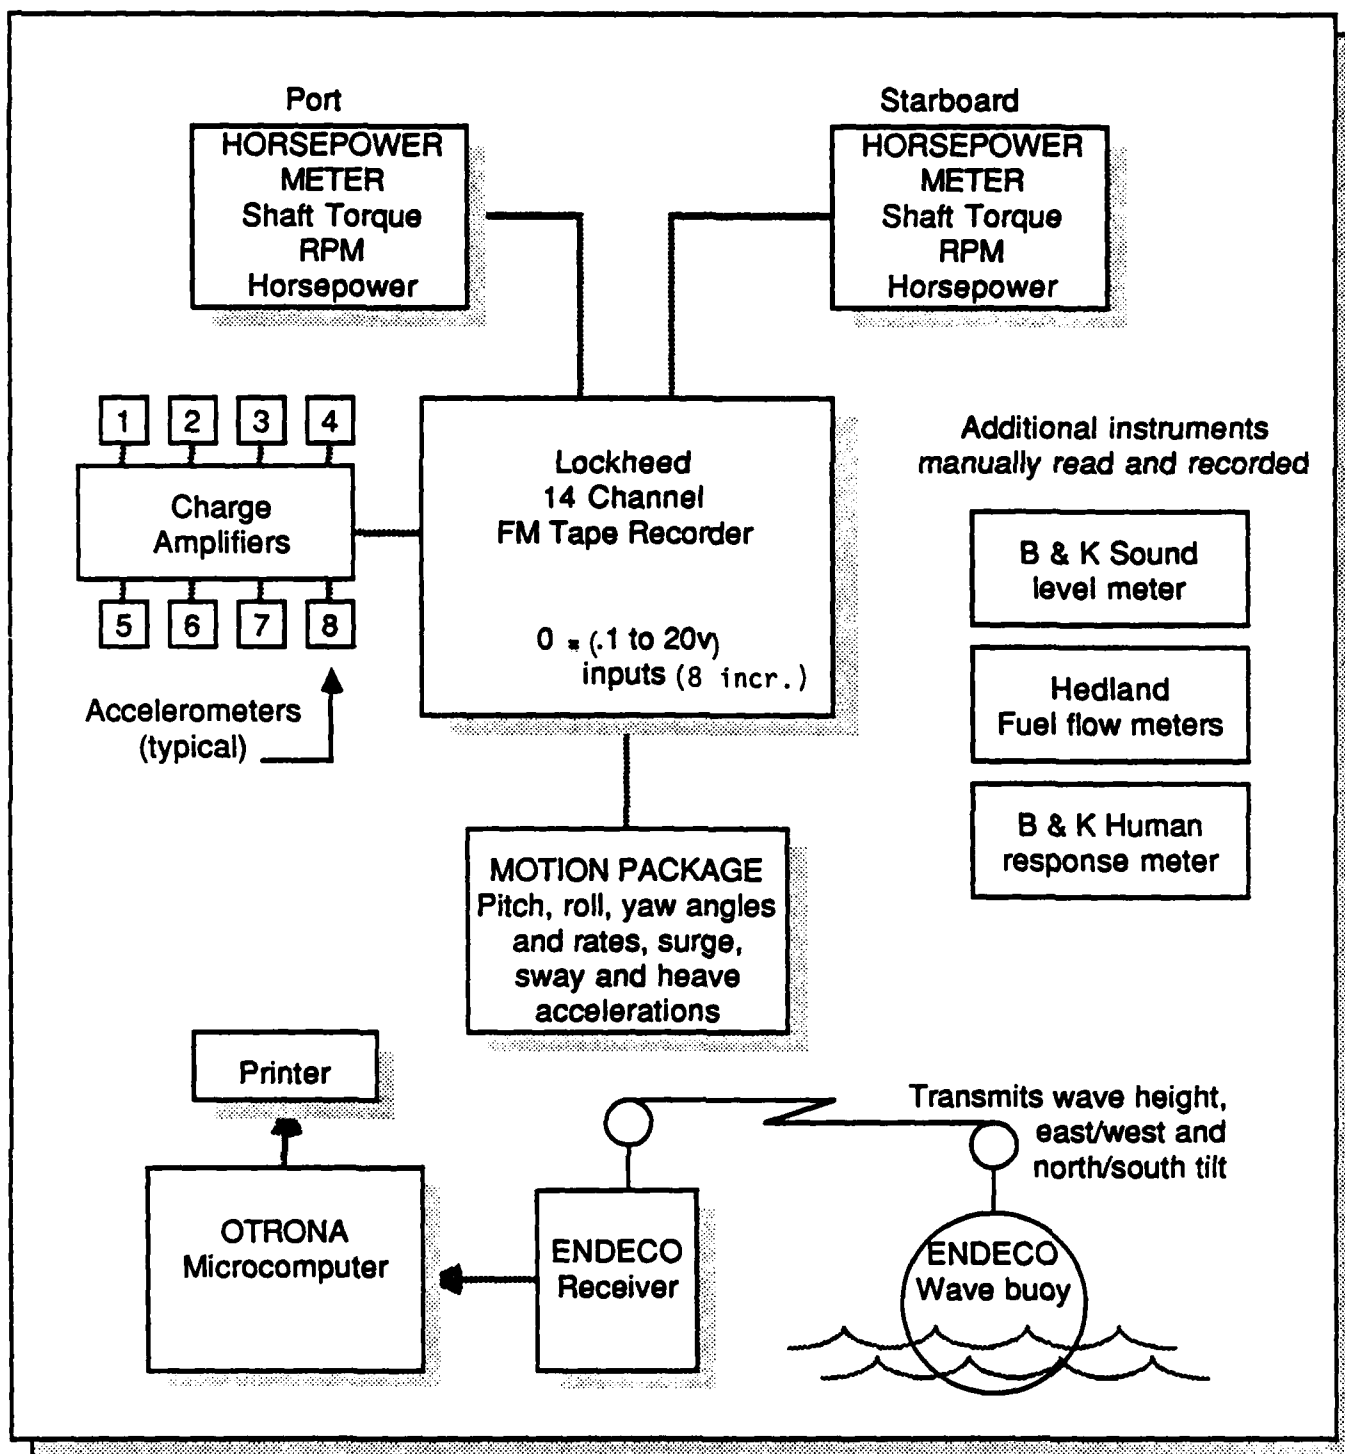 Port
HORSEPOWER
METER
Shaft Torque
RPM
Horsepower
Starboard
HORSEPOWER
METER
Shaft Torque
RPM
Horsepower
1 2 3 4
Charge
Amplifiers
5 6 7 8
Accelerometers
(typical)
Lockheed
14 Channel
FM Tape Recorder
0 = (.1 to 20v)
inputs (8 incr.)
Additional instruments
manually read and recorded
B & K Sound
level meter
Hedland
Fuel flow meters
B & K Human
response meter
MOTION PACKAGE
Pitch, roll, yaw angles
and rates, surge,
sway and heave
accelerations
Printer
OTRONA
Microcomputer
ENDECO
Receiver
Transmits wave height,
east/west and
north/south tilt
ENDECO
Wave buoy